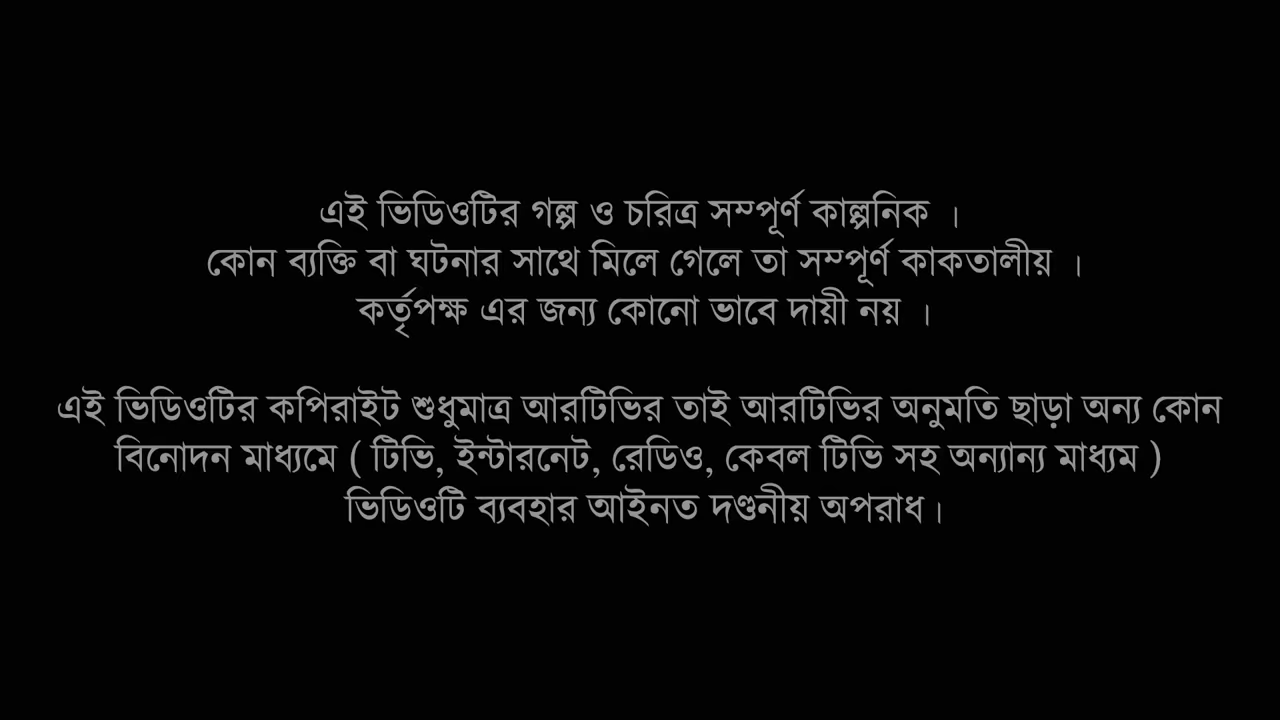 এই ভিডিওটির গল্প ও চরিত্র সম্পূর্ণ কাল্পনিক ।
কোন ব্যক্তি বা ঘটনার সাথে মিলে গেলে তা সম্পূর্ণ কাকতালীয় ।
কর্তৃপক্ষ এর জন্য কোনো ভাবে দায়ী নয় ।
এই ভিডিওটির কপিরাইট শুধুমাত্র আরটিভির তাই আরটিভির অনুমতি ছাড়া অন্য কোন
বিনোদন মাধ্যমে ( টিভি, ইন্টারনেট, রেডিও, কেবল টিভি সহ অন্যান্য মাধ্যম )
ভিডিওটি ব্যবহার আইনত দণ্ডনীয় অপরাধ।